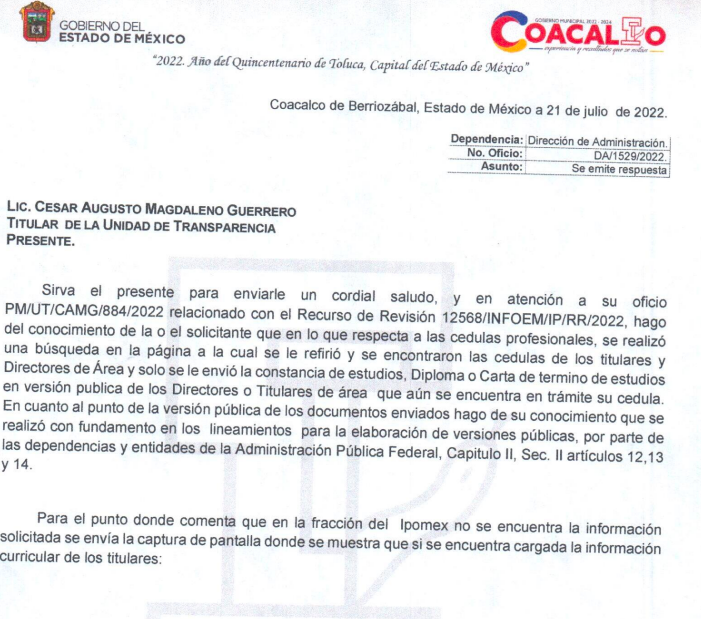 GOBIERNO DEL
ESTADO DE MÉXICO
GOBIERNO MUNICIPAL 2022 - 2024
COACALCO
"2022. Año del Quincentenario de Toluca, Capital del Estado de México"
Coacalco de Berriozábal, Estado de México a 21 de julio de 2022.
Dependencia: Dirección de Administración.
No. Oficio: DA/1529/2022.
Asunto: Se emite respuesta
LIC. CESAR AUGUSTO MAGDALENO GUERRERO
TITULAR DE LA UNIDAD DE TRANSPARENCIA
PRESENTE.
Sirva el presente para enviarle un cordial saludo, y en atención a su oficio
PM/UT/CAMG/884/2022 relacionado con el Recurso de Revisión 12568/INFOEM/IP/RR/2022, hago
del conocimiento de la o el solicitante que en lo que respecta a las cedulas profesionales, se realizó
una búsqueda en la página a la cual se le refirió y se encontraron las cedulas de los titulares y
Directores de Área y solo se le envió la constancia de estudios, Diploma o Carta de termino de estudios
en versión publica de los Directores o Titulares de área que aún se encuentra en trámite su cedula.
En cuanto al punto de la versión pública de los documentos enviados hago de su conocimiento que se
realizó con fundamento en los lineamientos para la elaboración de versiones públicas, por parte de
las dependencias y entidades de la Administración Pública Federal, Capitulo II, Sec. II artículos 12,13
y 14.
Para el punto donde comenta que en la fracción del Ipomex no se encuentra la información
solicitada se envía la captura de pantalla donde se muestra que si se encuentra cargada la información
curricular de los titulares: